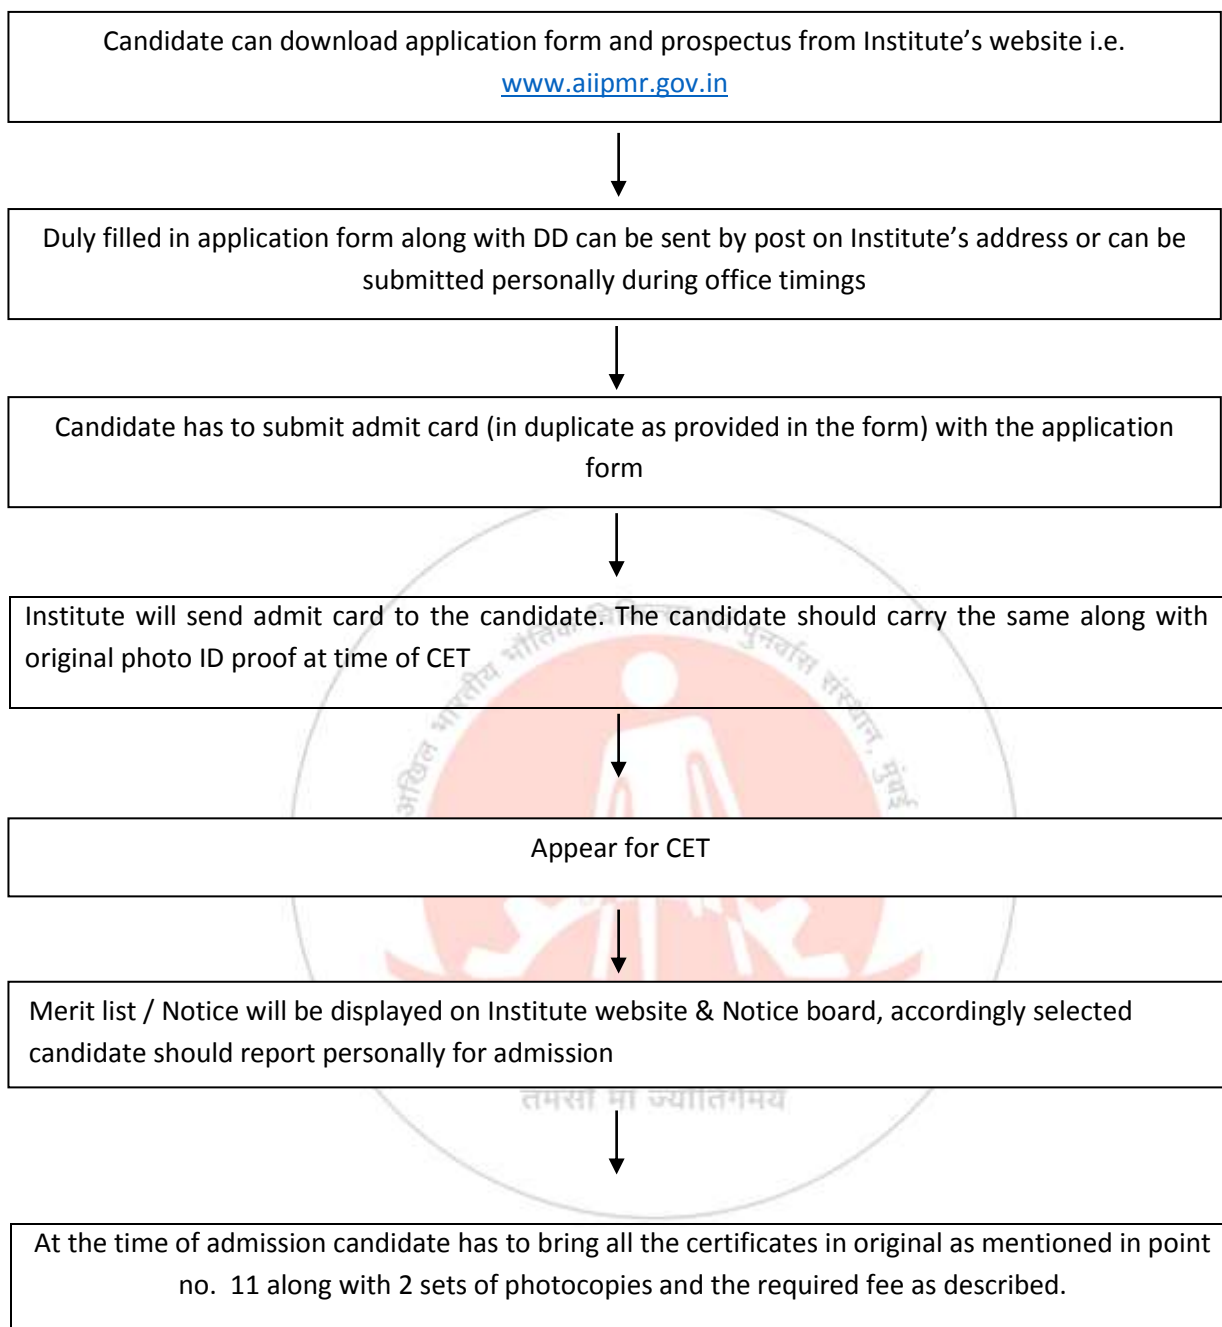 Candidate can download application form and prospectus from Institute’s website i.e.
www.aiipmr.gov.in
Duly filled in application form along with DD can be sent by post on Institute’s address or can be
submitted personally during office timings
Candidate has to submit admit card (in duplicate as provided in the form) with the application
form
Institute will send admit card to the candidate. The candidate should carry the same along with
original photo ID proof at time of CET
अखिल भारतीय भौतिक पुनर्वास संस्थान, मुंबई
Appear for CET
Merit list / Notice will be displayed on Institute website & Notice board, accordingly selected
candidate should report personally for admission
तमसो मा ज्योतिर्गमय
At the time of admission candidate has to bring all the certificates in original as mentioned in point
no. 11 along with 2 sets of photocopies and the required fee as described.